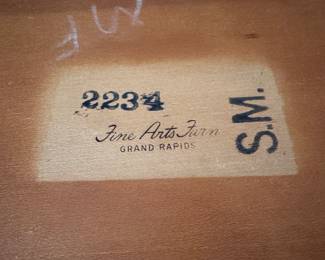 2234
Fine Arts Furn
GRAND RAPIDS
S.M.